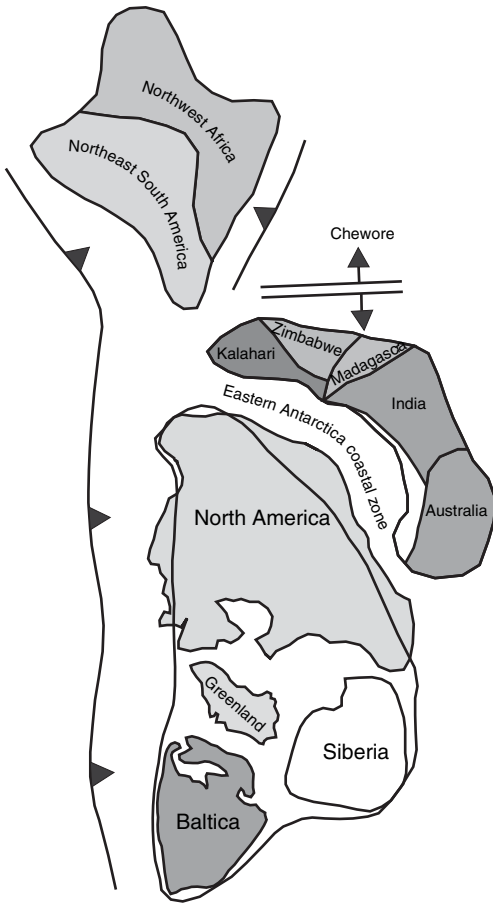 Northwest Africa
Northeast South America
Chewore
Zimbabwe
Kalahari
Madagasca
India
Eastern Antarctica coastal zone
Australia
North America
Greenland
Siberia
Baltica